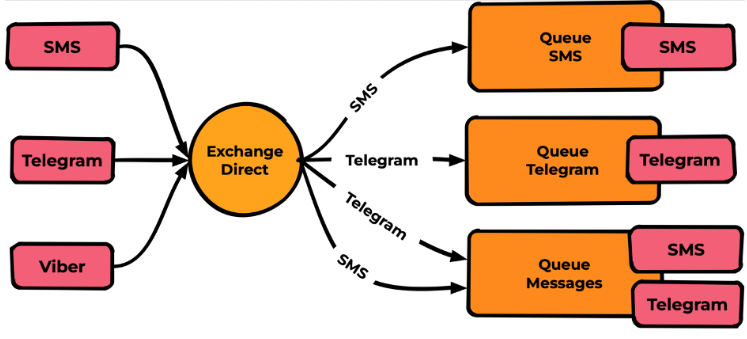 SMS
Telegram
Viber
Exchange
Direct
SMS
Telegram
Telegram
SMS
Queue
SMS
SMS
Queue
Telegram
Telegram
Queue
Messages
SMS
Telegram